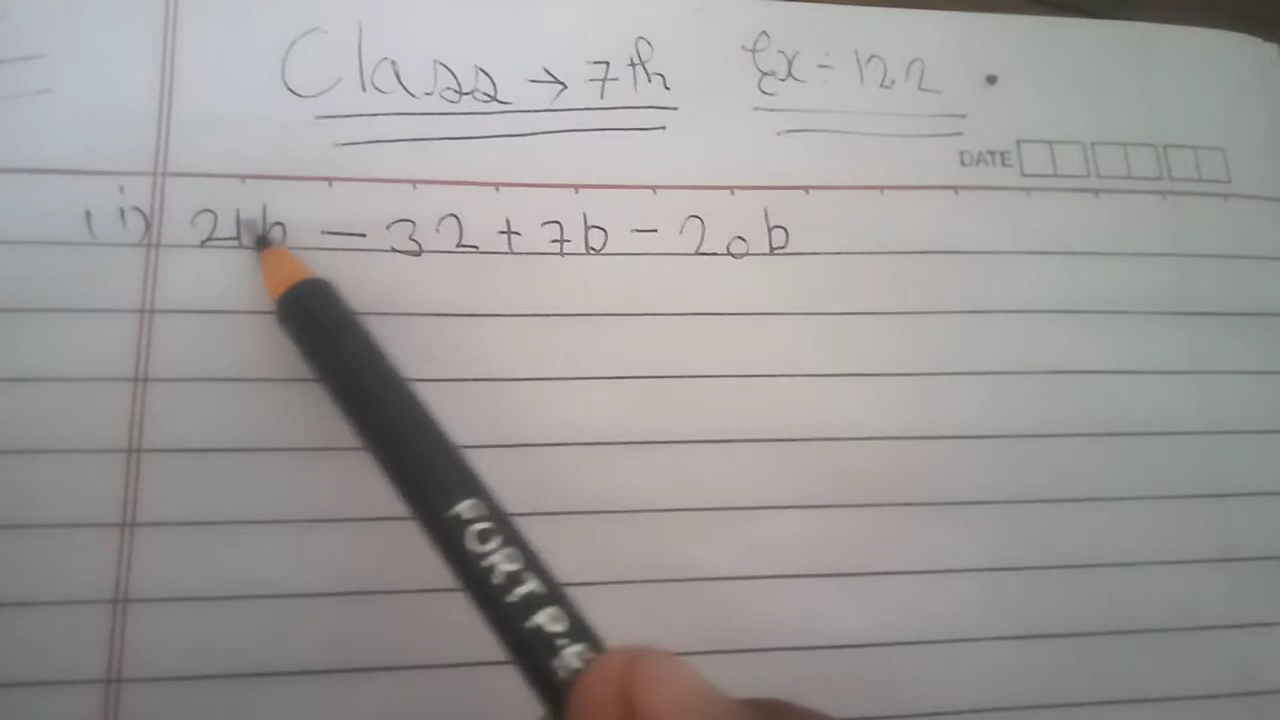 Class → 7th Ex ÷ 12.2 .
DATE
(i) 21b – 32 + 7b – 20b
FORT P